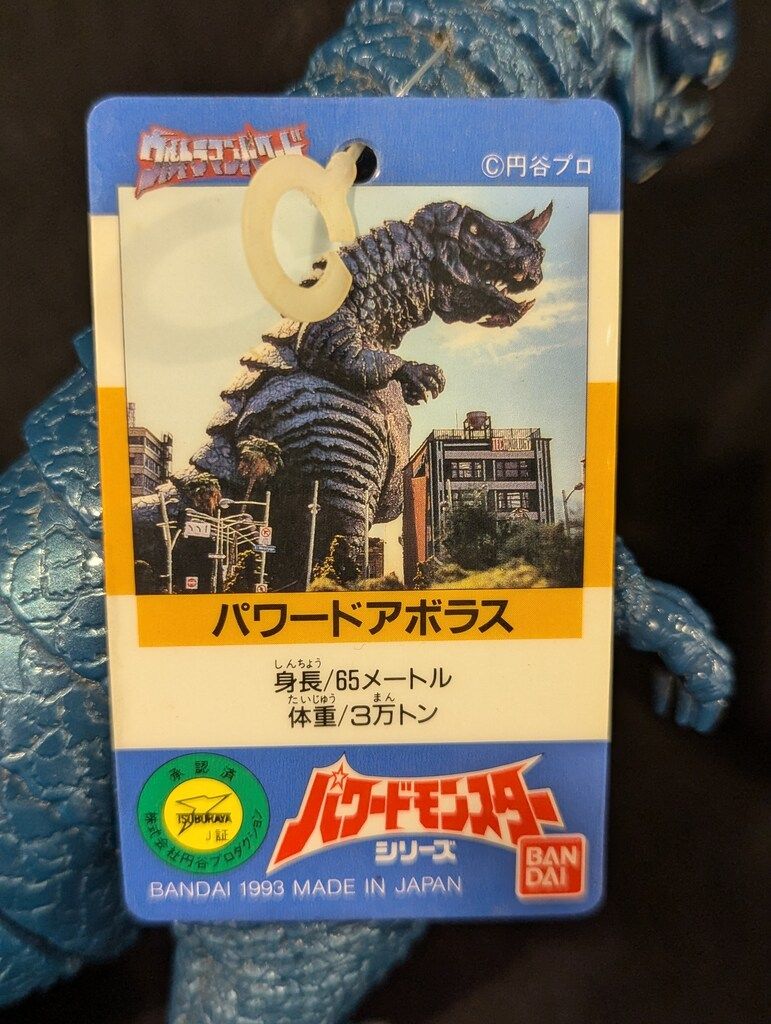 ウルトラマンパワード
©円谷プロ
TECHNOLOGY
パワードアボラス
しんちょう
身長/65メートル
たいじゅう まん
体重/3万トン
承認済
TSUBURAYA
J証
株式会社円谷プロダクション
パワードモンスター
シリーズ
BAN
DAI
BANDAI 1993 MADE IN JAPAN